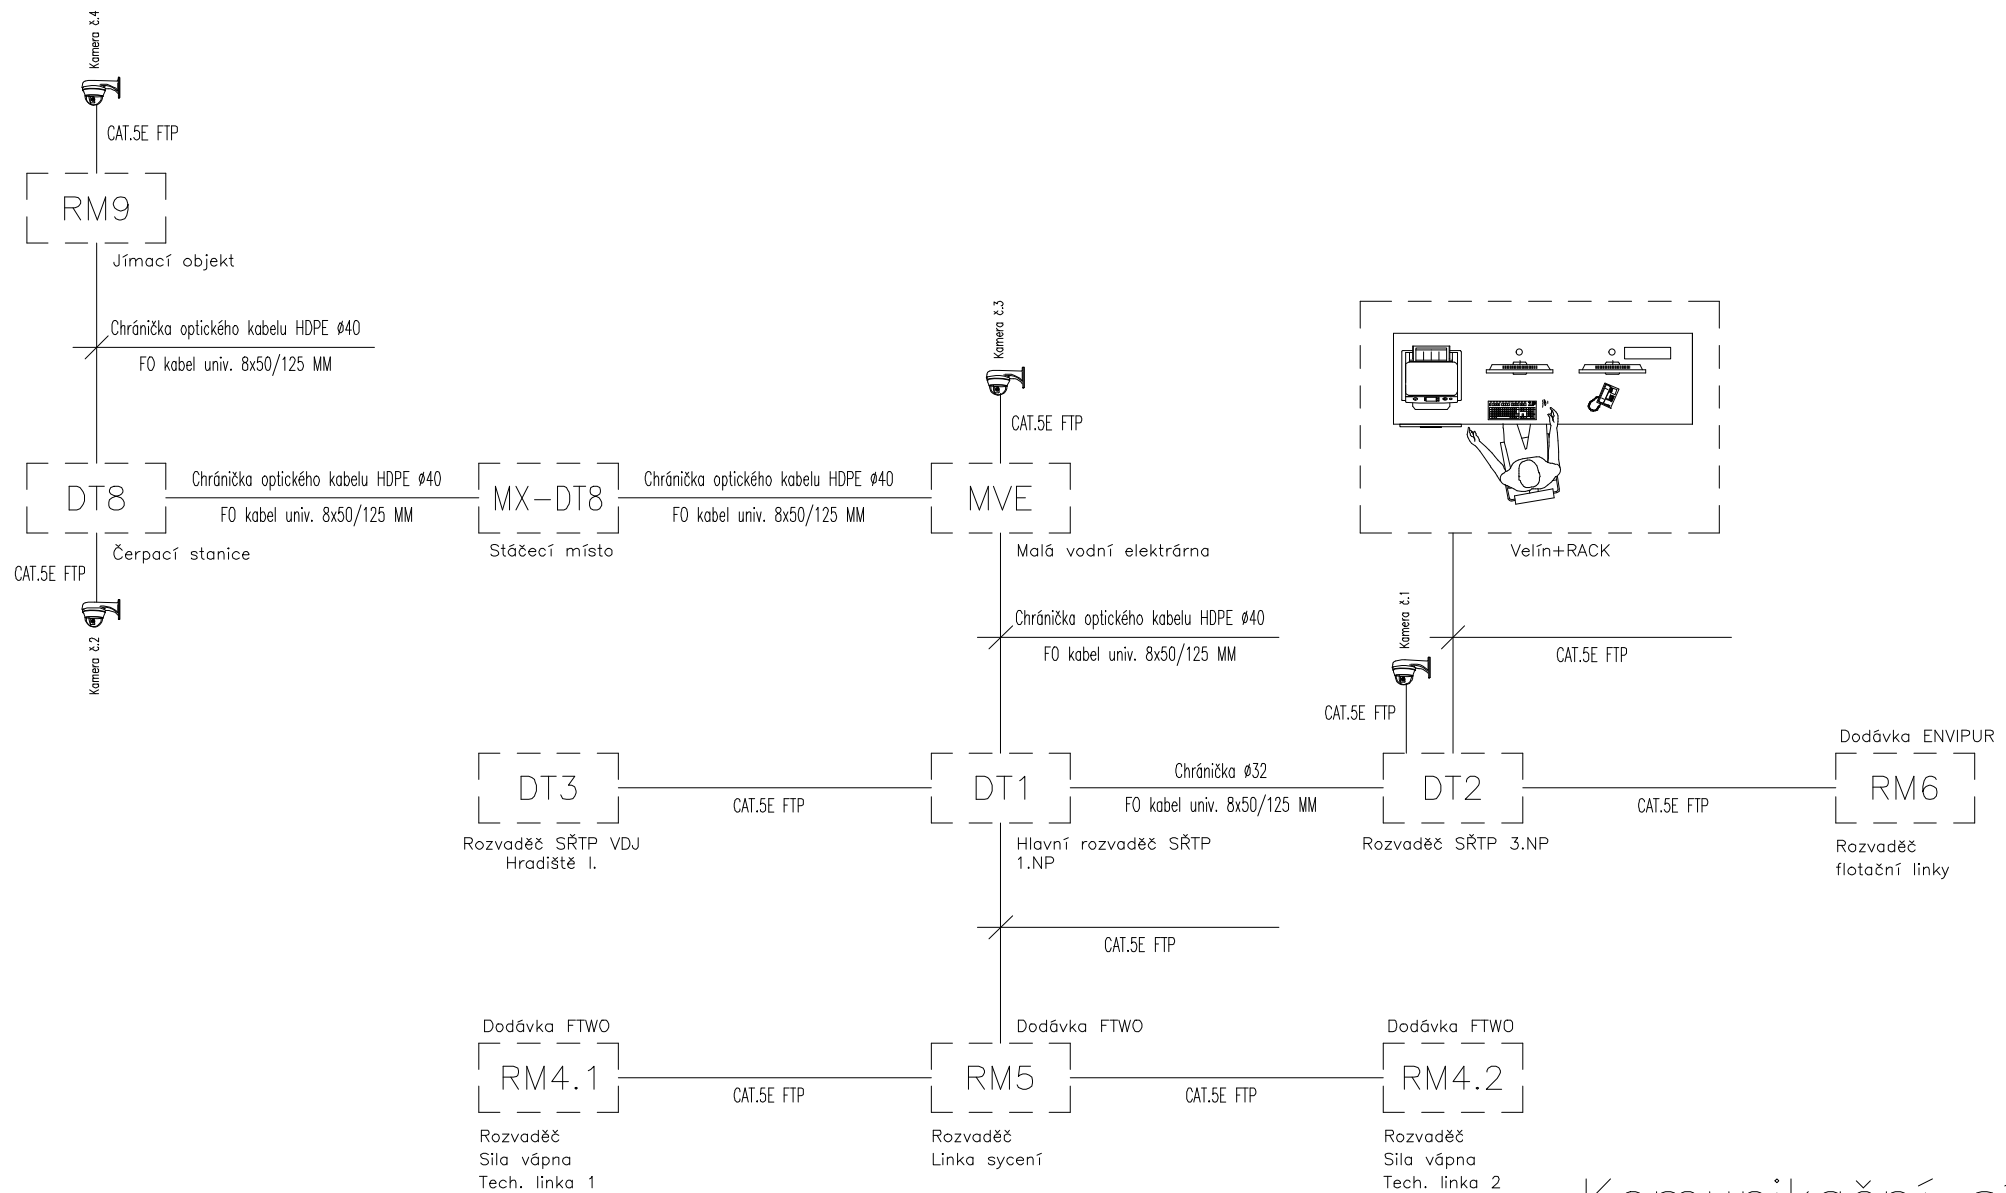 Kamera č.4
CAT.5E FTP
RM9
Jímací objekt
Chránička optického kabelu HDPE ø40
FO kabel univ. 8x50/125 MM
Kamera č.3
CAT.5E FTP
DT8
Chránička optického kabelu HDPE ø40
FO kabel univ. 8x50/125 MM
MX-DT8
Chránička optického kabelu HDPE ø40
FO kabel univ. 8x50/125 MM
MVE
Čerpací stanice
Stáčecí místo
Malá vodní elektrárna
Velín+RACK
CAT.5E FTP
Kamera č.2
Chránička optického kabelu HDPE ø40
FO kabel univ. 8x50/125 MM
Kamera č.1
CAT.5E FTP
CAT.5E FTP
DT3
Rozvaděč SŘTP VDJ
Hradiště I.
CAT.5E FTP
DT1
Hlavní rozvaděč SŘTP
1.NP
Chránička ø32
FO kabel univ. 8x50/125 MM
DT2
Rozvaděč SŘTP 3.NP
CAT.5E FTP
Dodávka ENVIPUR
RM6
Rozvaděč
flotační linky
CAT.5E FTP
Dodávka FTWO
RM4.1
Rozvaděč
Sila vápna
Tech. linka 1
CAT.5E FTP
Dodávka FTWO
RM5
Rozvaděč
Linka sycení
CAT.5E FTP
Dodávka FTWO
RM4.2
Rozvaděč
Sila vápna
Tech. linka 2